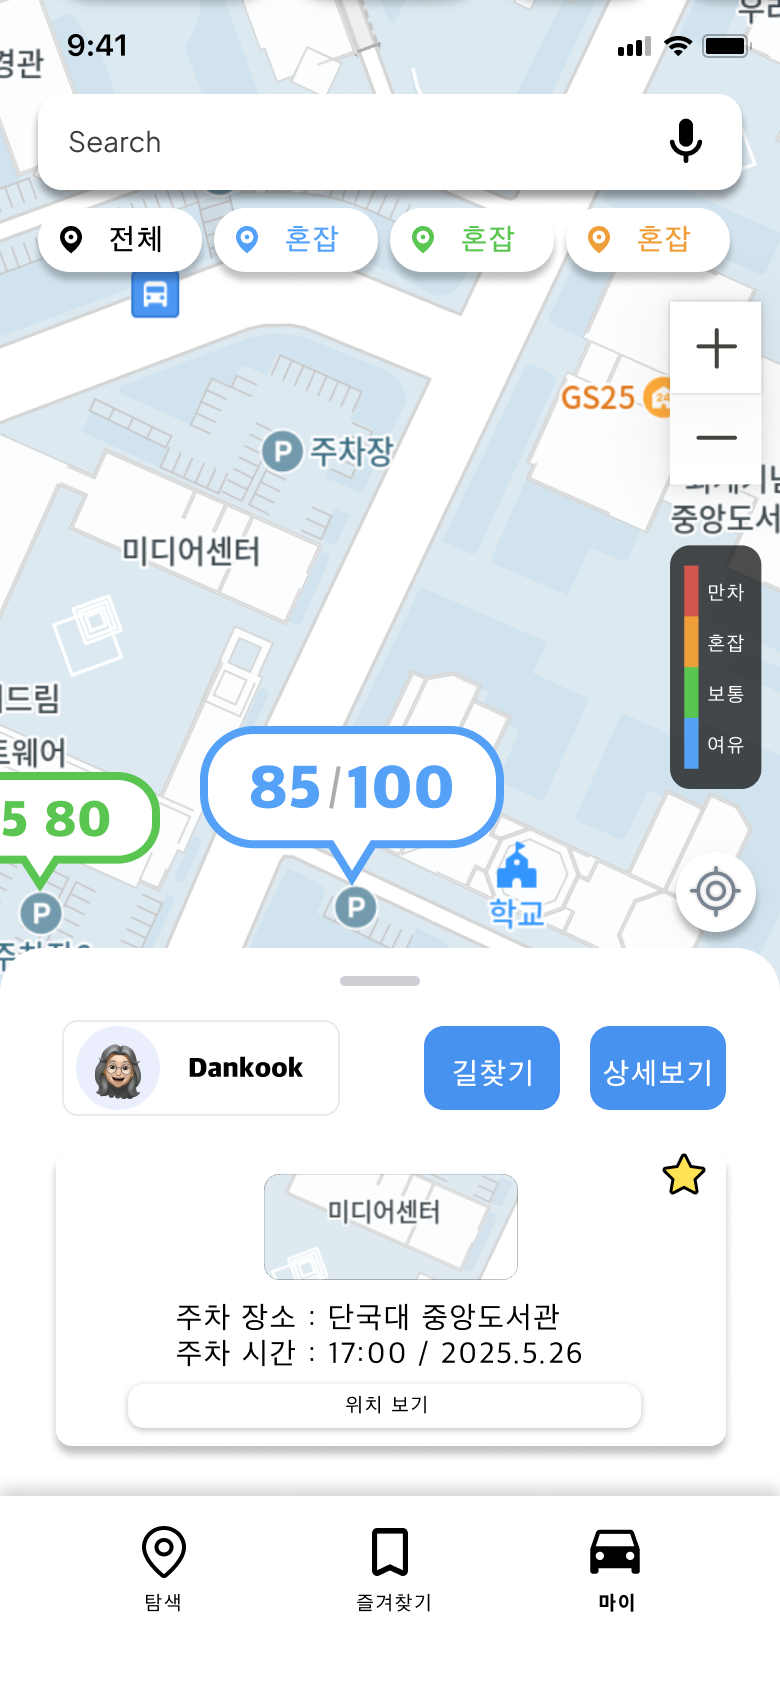 9:41
경관
Search
전체
혼잡
혼잡
혼잡
GS25
24
P 주차장
중앙도서
미디어센터
만차
혼잡
보통
여유
드림
트웨어
85/100
5 80
P
P
학교
Dankook
길찾기
상세보기
미디어센터
주차 장소 : 단국대 중앙도서관
주차 시간 : 17:00 / 2025.5.26
위치 보기
탐색
즐겨찾기
마이